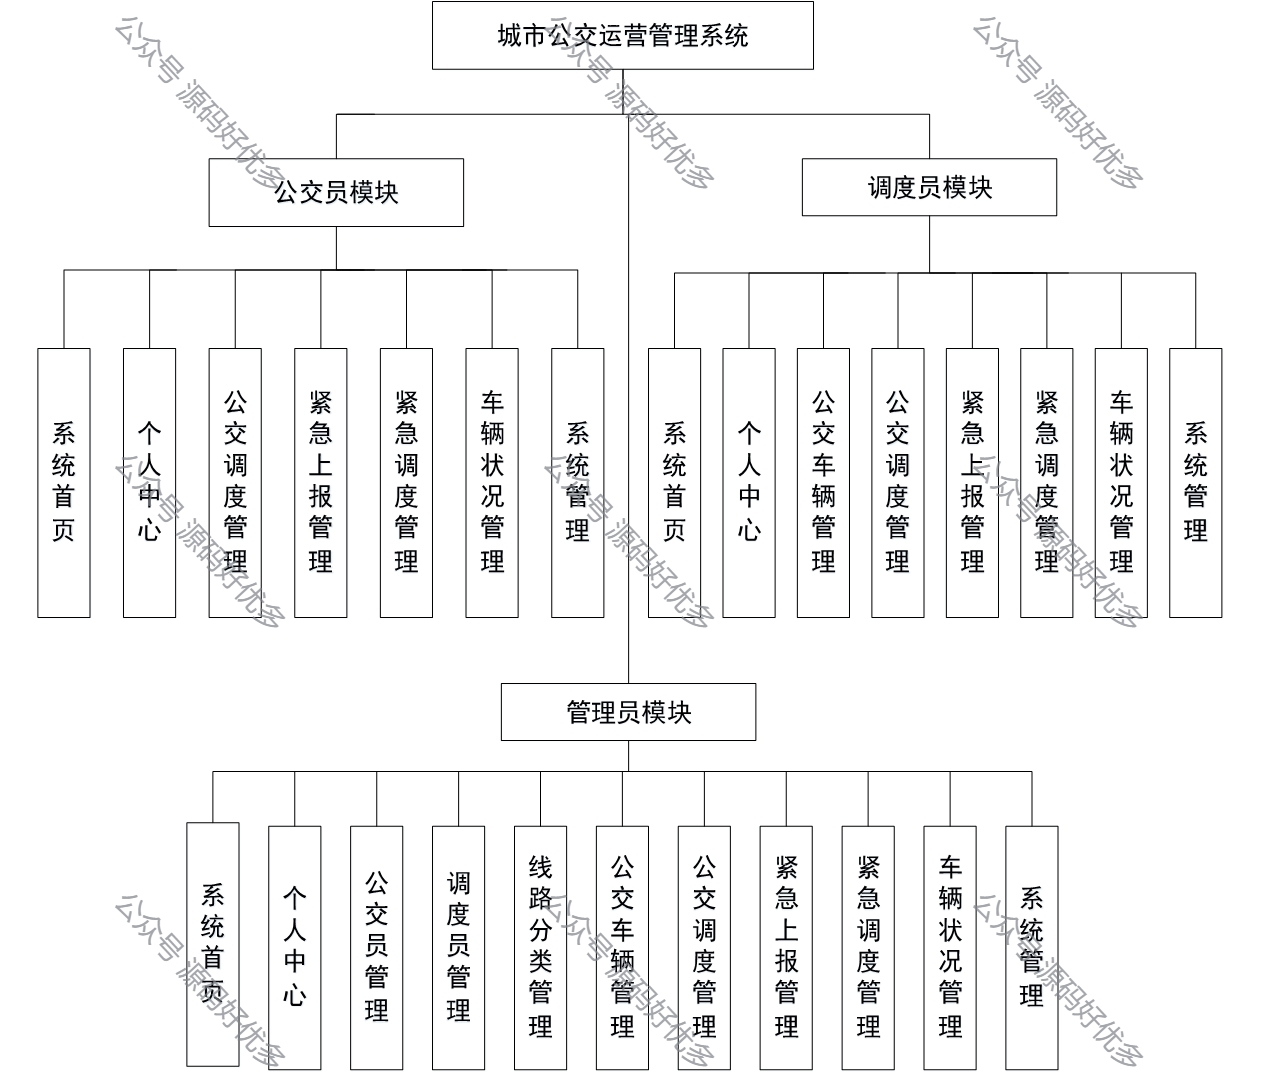 城市公交运营管理系统
公交员模块
调度员模块
系统首页
个人中心
公交调度管理
紧急上报管理
紧急调度管理
车辆状况管理
系统管理
系统首页
个人中心
公交车辆管理
公交调度管理
紧急上报管理
紧急调度管理
车辆状况管理
系统管理
管理员模块
系统首页
个人中心
公交员管理
调度员管理
线路分类管理
公交车辆管理
公交调度管理
紧急上报管理
紧急调度管理
车辆状况管理
系统管理
公众号 源码好优多
公众号 源码好优多
公众号 源码好优多
公众号 源码好优多
公众号 源码好优多
公众号 源码好优多
公众号 源码好优多
公众号 源码好优多
公众号 源码好优多